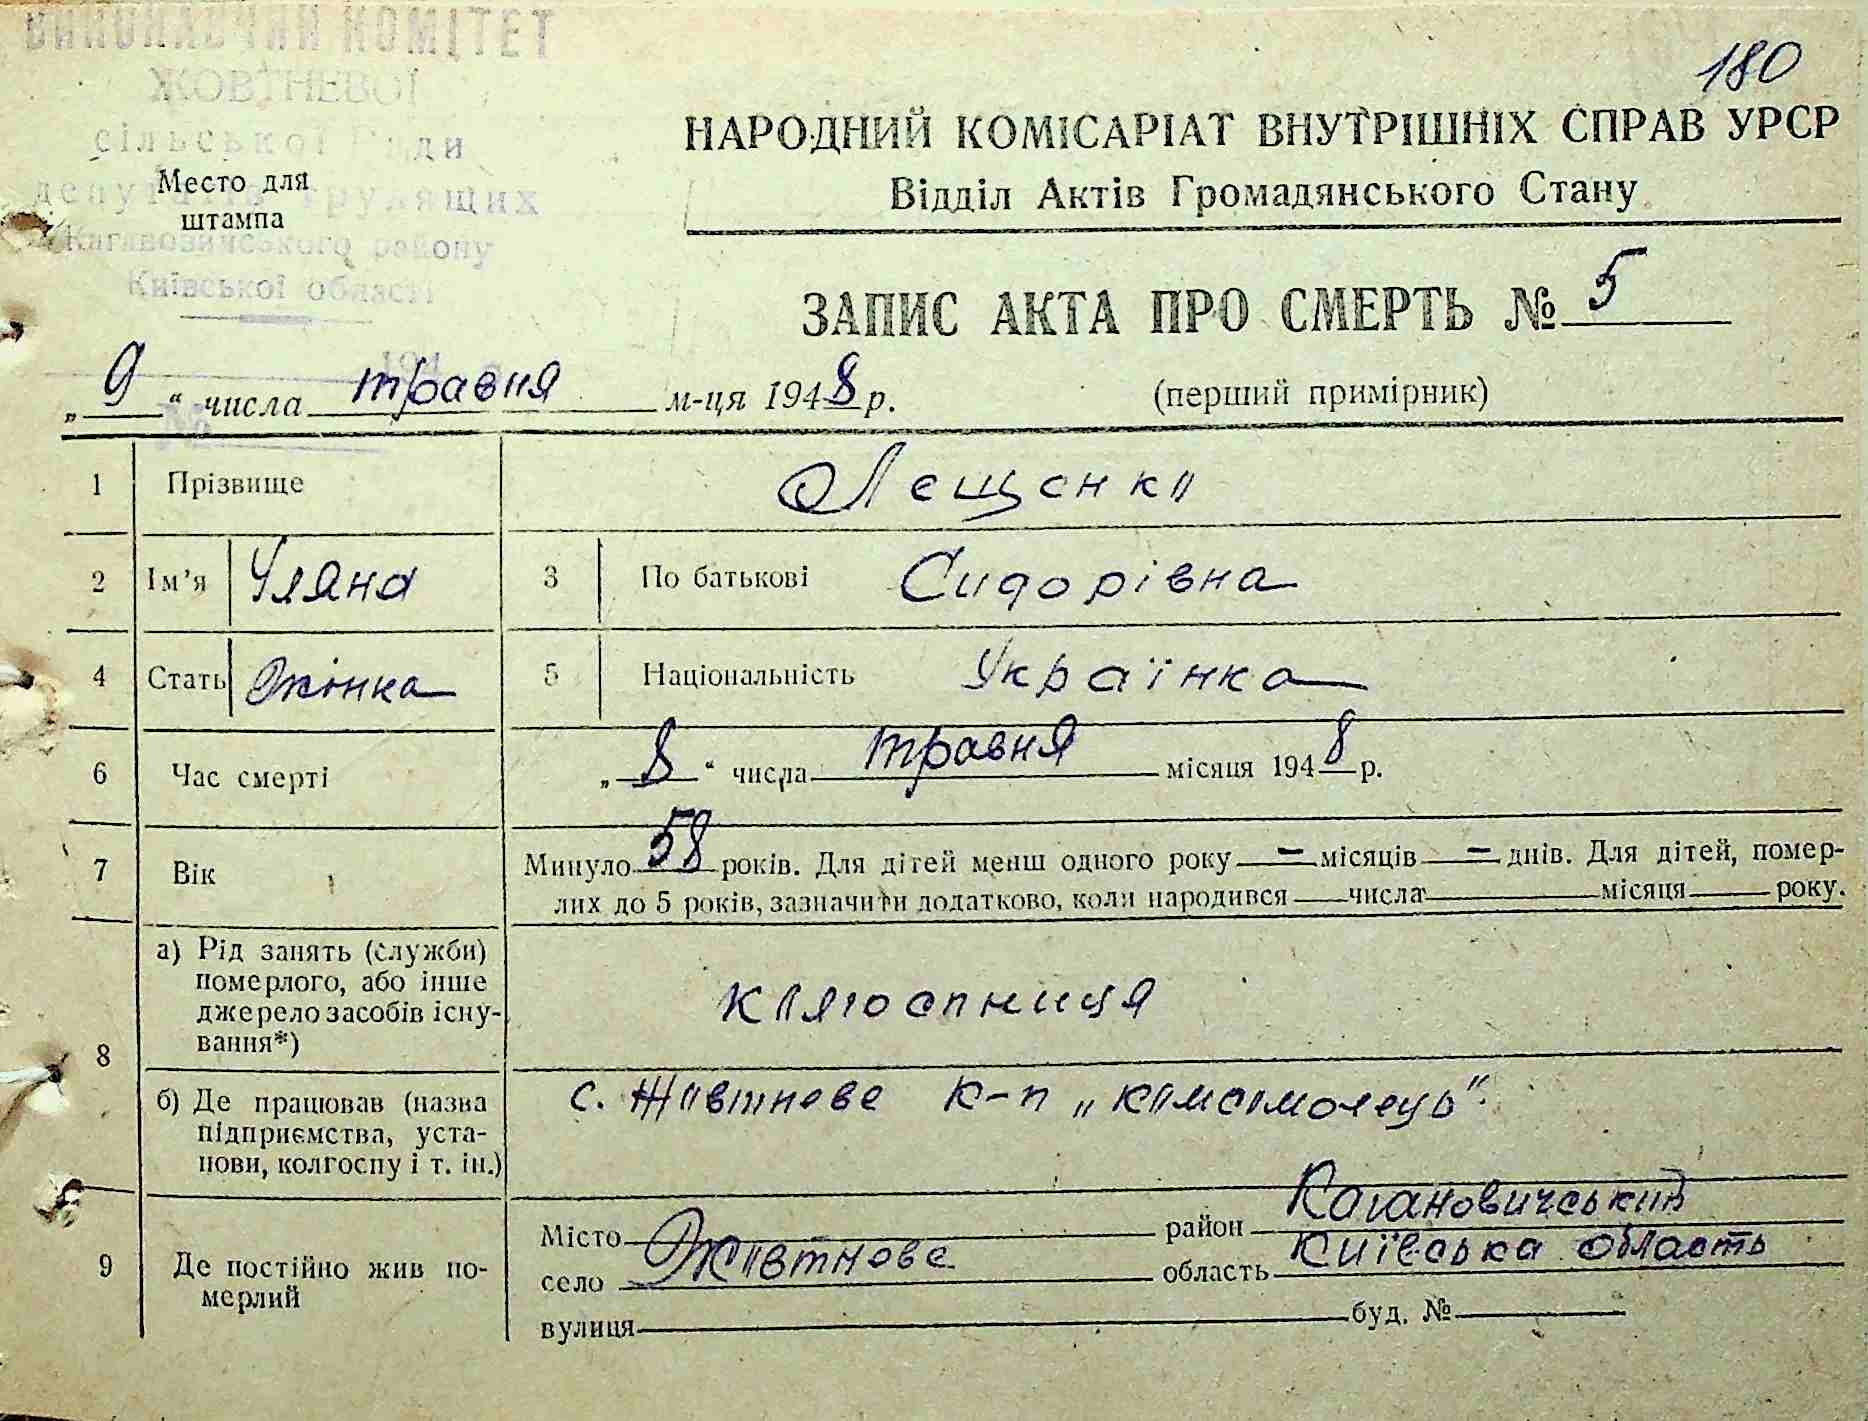 ВИКОНАВЧИЙ КОМІТЕТ
ЖОВТНЕВОЇ
сільської Ради
депутатів трудящих
Кагановичського району
Київської області
Место для
штампа
180
НАРОДНИЙ КОМІСАРІАТ ВНУТРІШНІХ СПРАВ УРСР
Відділ Актів Громадянського Стану
ЗАПИС АКТА ПРО СМЕРТЬ № 5
„ 9 “ числа травня м-ця 1948 р.
(перший примірник)
1 Прізвище Лещенко
2 Ім’я Уляна 3 По батькові Сидорівна
4 Стать Жінка 5 Національність Українка
6 Час смерті „ 8 “ числа травня місяця 1948 р.
7 Вік Минуло 58 років. Для дітей менш одного року — місяців — днів. Для дітей, помер-
лих до 5 років, зазначити додатково, коли народився числа місяця року.
8 а) Рід занять (служби)
померлого, або інше
джерело засобів існу-
вання*)
колгоспниця
б) Де працював (назва
підприємства, уста-
нови, колгоспу і т. ін.)
с. Жовтнєве к-п „комсомолець“.
9 Де постійно жив по-
мерлий
Місто район Кагановичський
село Жовтнєве область Київська область
вулиця буд. №